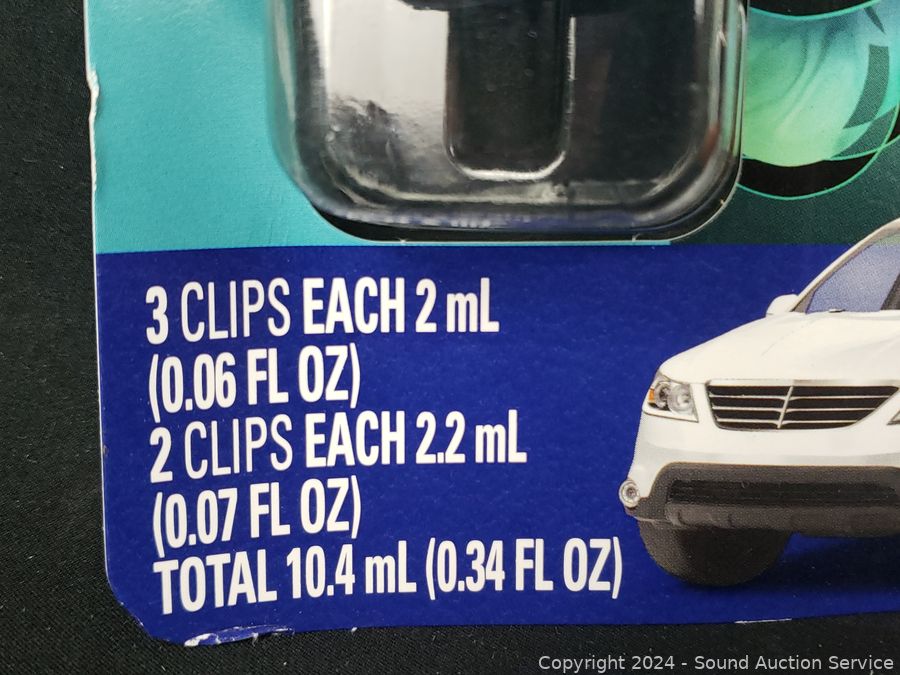 3 CLIPS EACH 2 mL
(0.06 FL OZ)
2 CLIPS EACH 2.2 mL
(0.07 FL OZ)
TOTAL 10.4 mL (0.34 FL OZ)
Copyright 2024 - Sound Auction Service